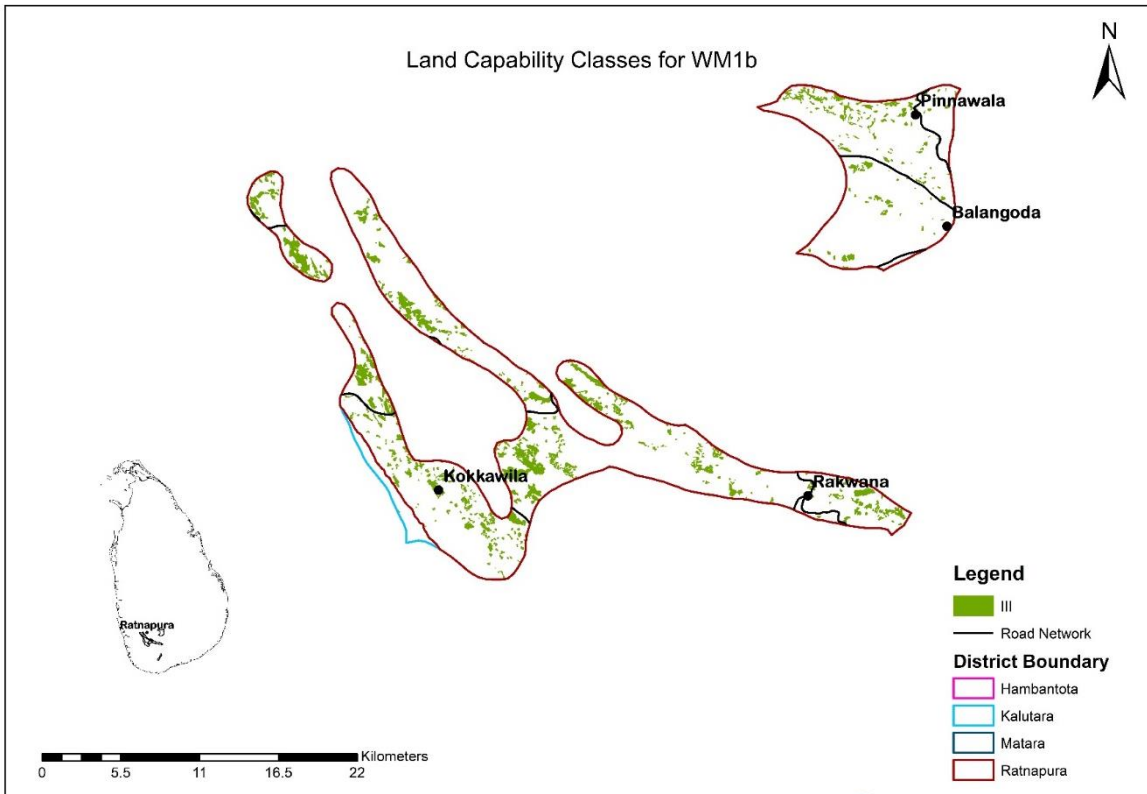 Land Capability Classes for WM1b
N
Pinnawala
Balangoda
Kokkawila
Rakwana
Ratnapura
Legend
III
Road Network
District Boundary
Hambantota
Kalutara
Matara
Ratnapura
Kilometers
0 5.5 11 16.5 22